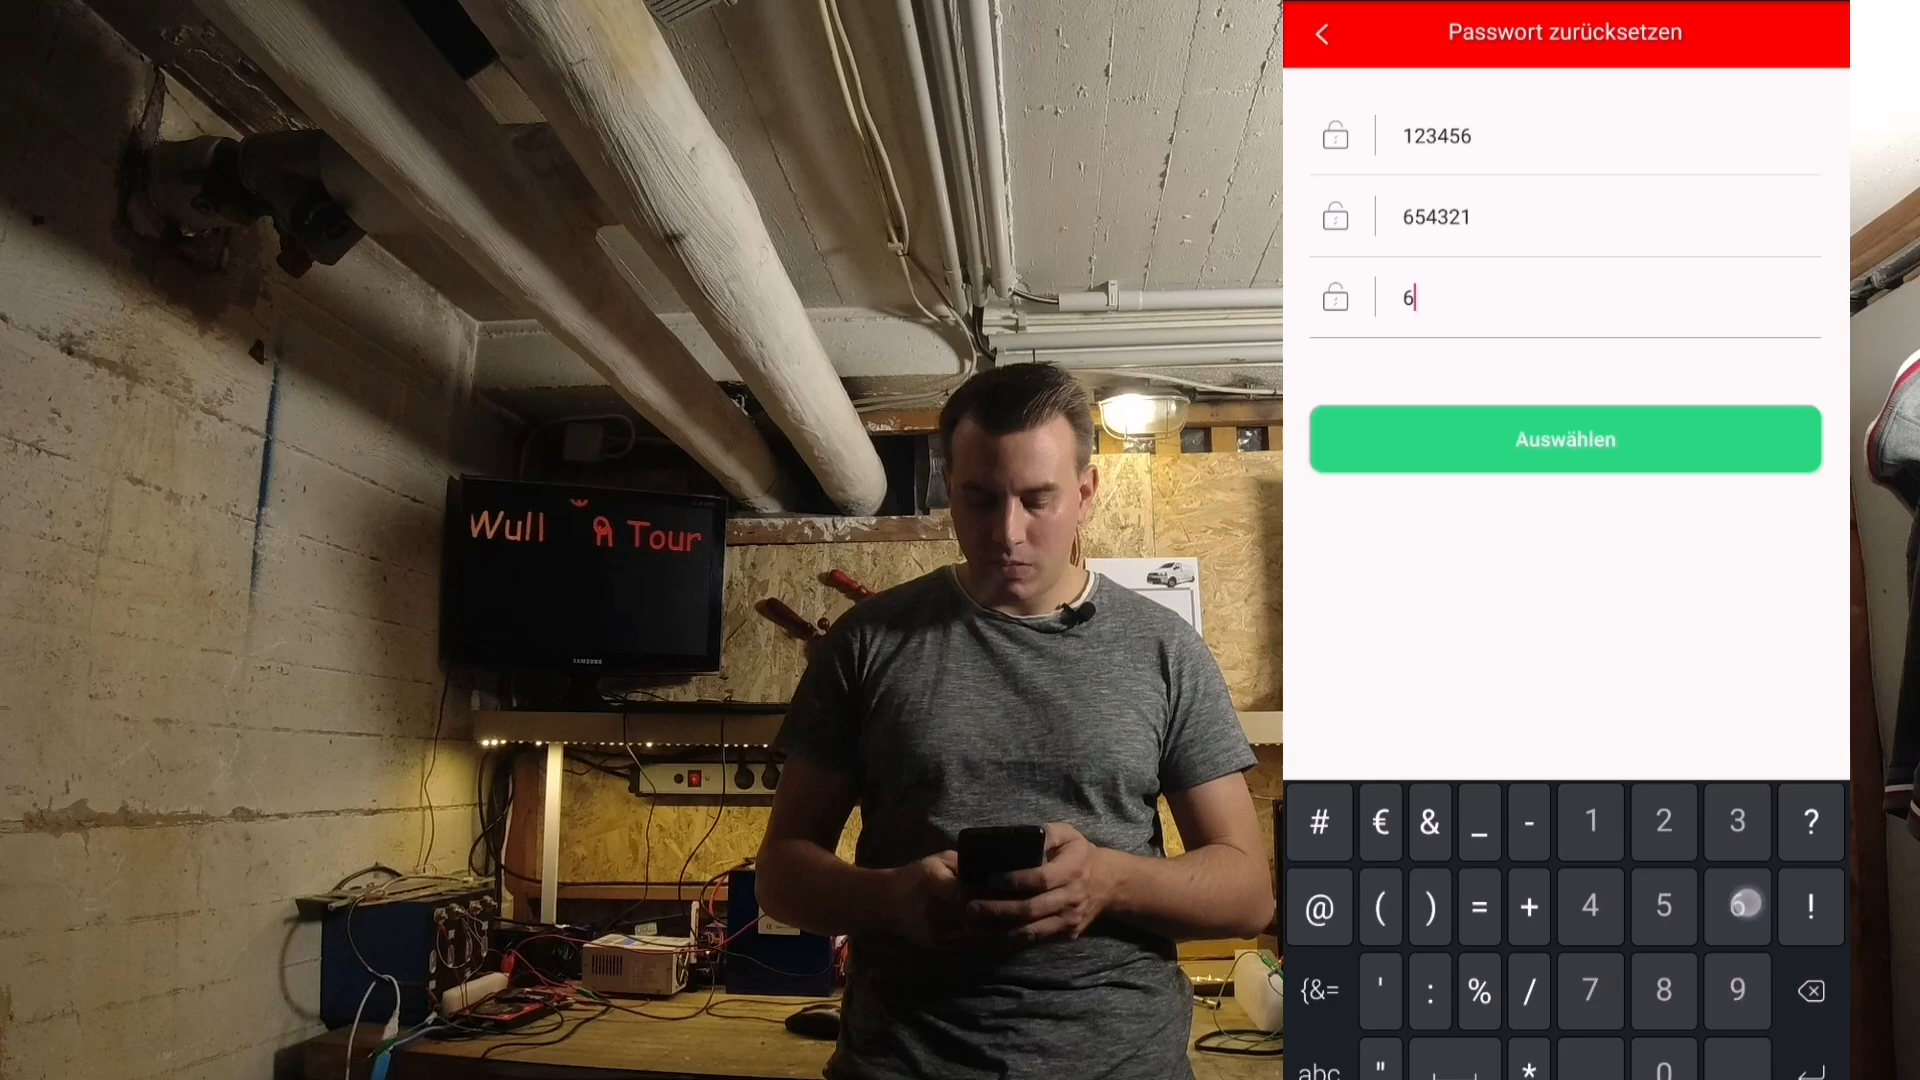 Passwort zurücksetzen
123456
654321
6
Auswählen
# € & _ - 1 2 3 ?
@ ( ) = + 4 5 6 !
{&= ' : % / 7 8 9
abc " * 0
Wull Tour
SAMSUNG